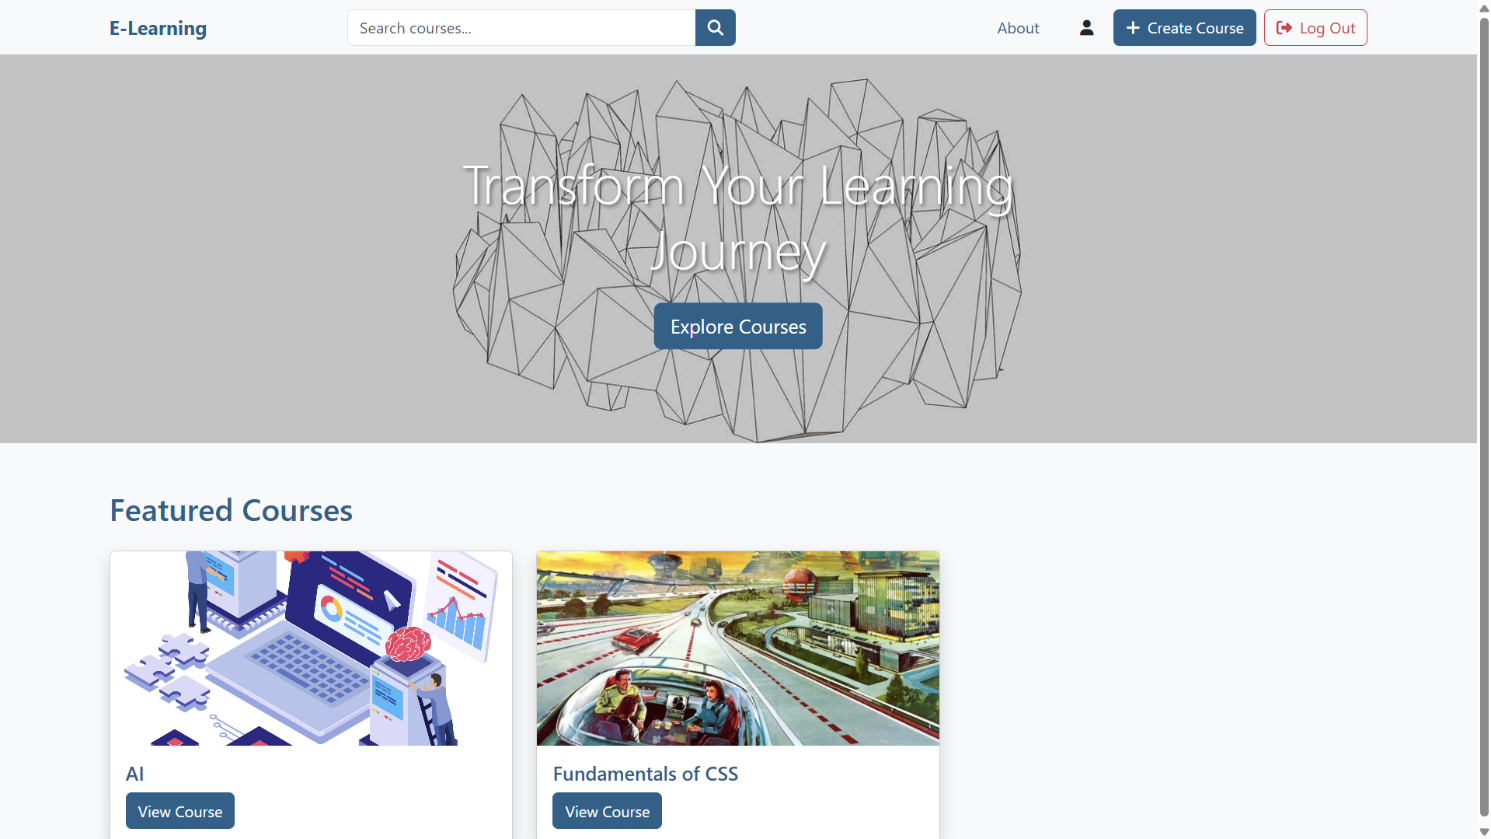 E-Learning
Search courses...
About
Create Course
Log Out
Transform Your Learning
Journey
Explore Courses
Featured Courses
AI
View Course
Fundamentals of CSS
View Course